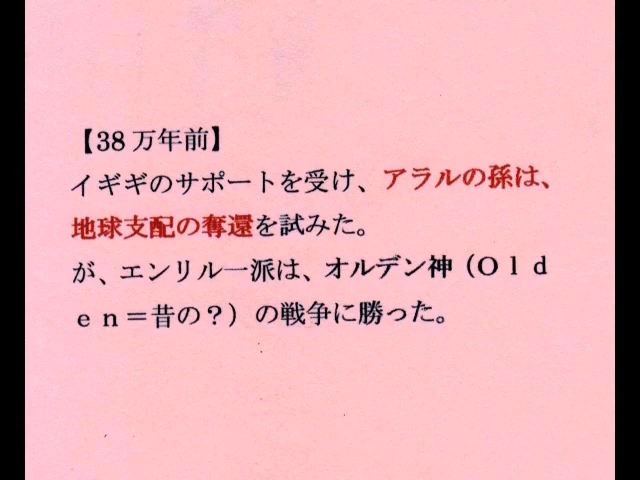 【38万年前】
イギギのサポートを受け、アラルの孫は、
地球支配の奪還を試みた。
が、エンリル一派は、オルデン神（Ｏｌｄ
ｅｎ＝昔の？）の戦争に勝った。